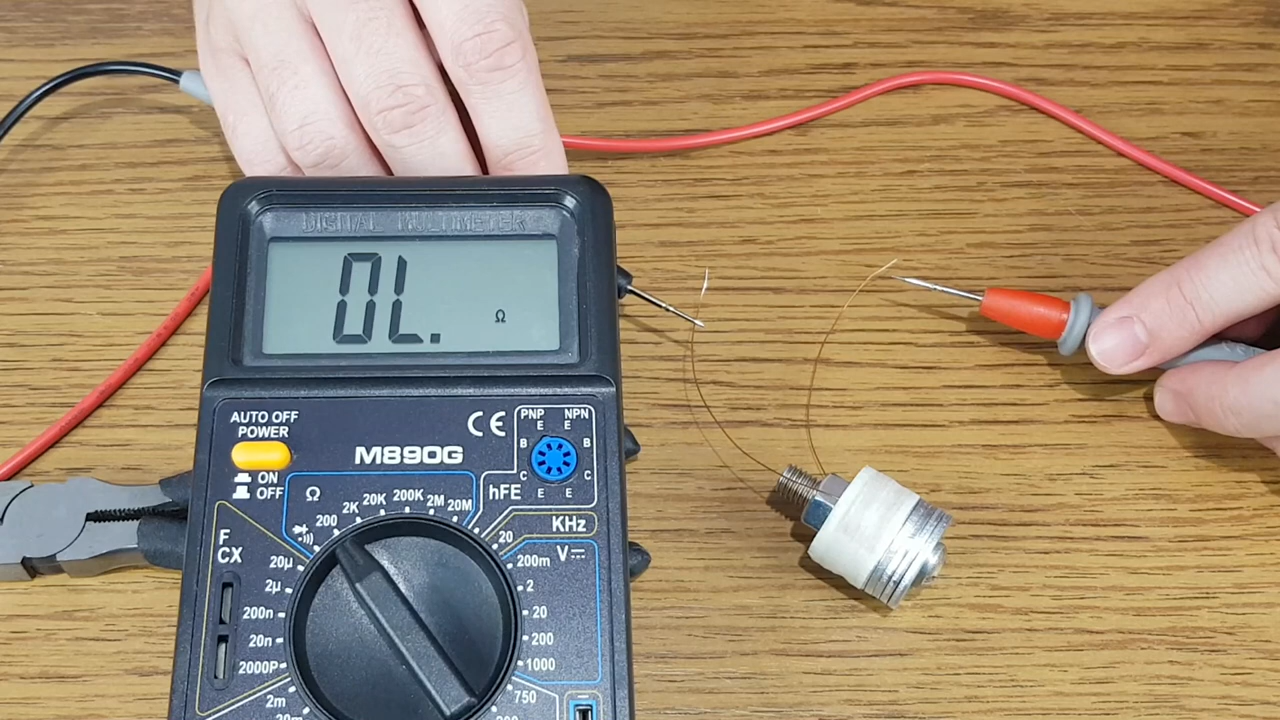 DIGITAL MULTIMETER
OL.
Ω
AUTO OFF
POWER
ON
OFF
M890G
CE
PNP NPN
E E
B B
C C
E E
hFE
Ω
200
2K
20K
200K
2M
20M
KHz
20
V
200m
2
20
200
1000
750
F
CX
20µ
2µ
200n
20n
2000P
2m